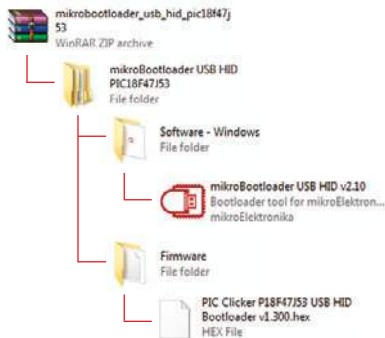 mikrobootloader_usb_hid_pic18f47j
53
WinRAR ZIP archive
mikroBootloader USB HID
PIC18F47J53
File folder
Software - Windows
File folder
mikroBootloader USB HID v2.10
Bootloader tool for mikroElektron...
mikroElektronika
Firmware
File folder
PIC Clicker P18F47J53 USB HID
Bootloader v1.300.hex
HEX File